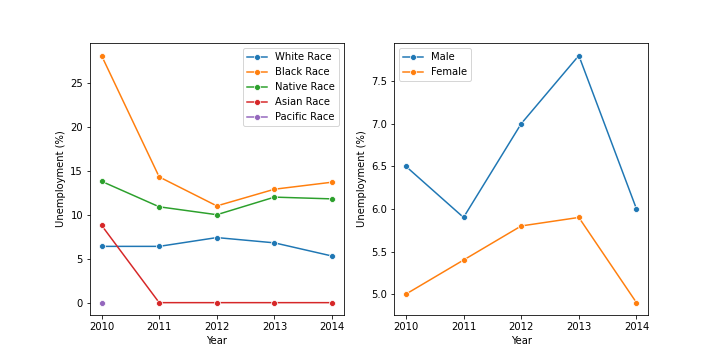 White Race
Black Race
Native Race
Asian Race
Pacific Race
25
20
15
10
5
0
Unemployment (%)
2010 2011 2012 2013 2014
Year
Male
Female
7.5
7.0
6.5
6.0
5.5
5.0
Unemployment (%)
2010 2011 2012 2013 2014
Year